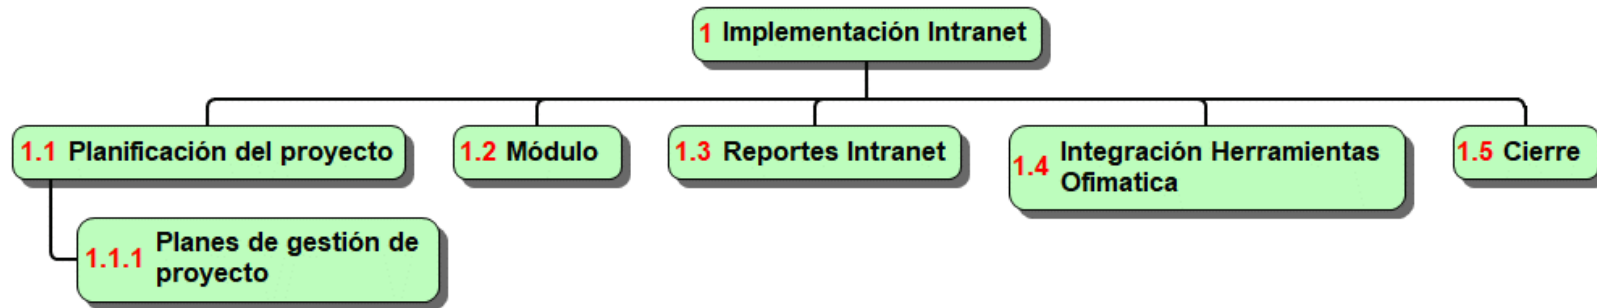 1 Implementación Intranet
1.1 Planificación del proyecto
1.2 Módulo
1.3 Reportes Intranet
1.4 Integración Herramientas
Ofimatica
1.5 Cierre
1.1.1 Planes de gestión de
proyecto